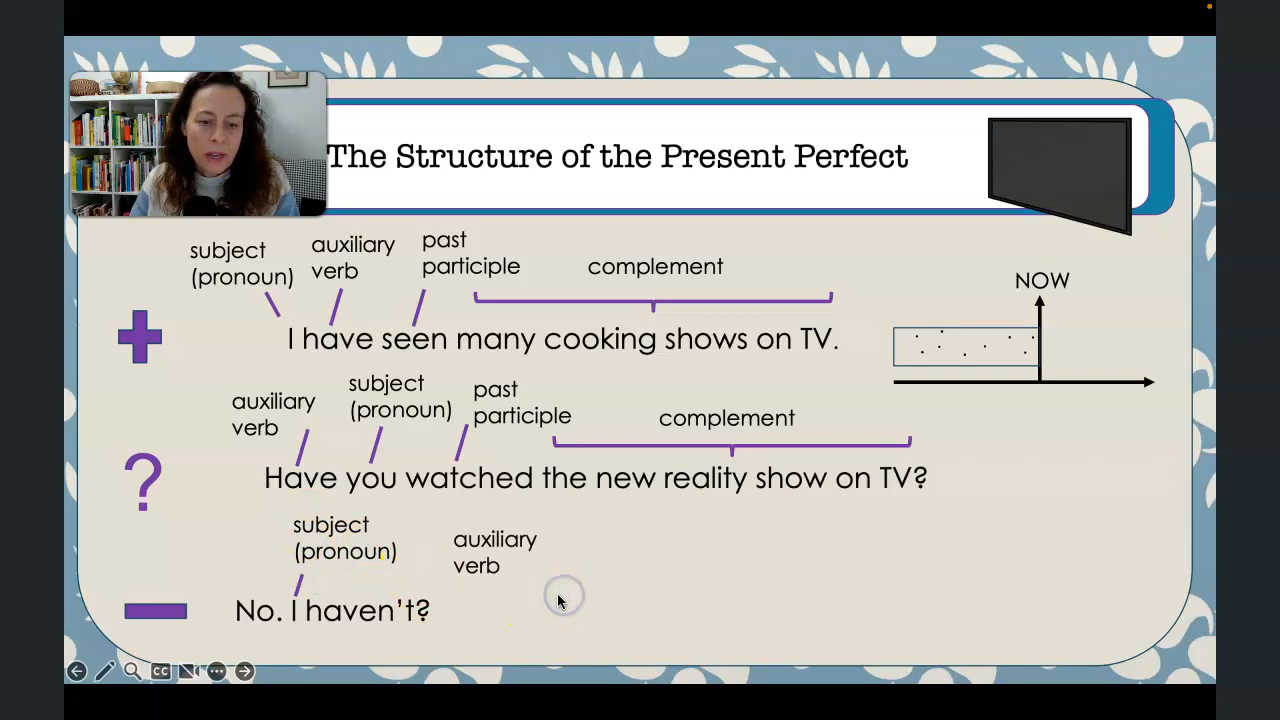 The Structure of the Present Perfect
subject
(pronoun)
auxiliary
verb
past
participle
complement
NOW
I have seen many cooking shows on TV.
auxiliary
verb
subject
(pronoun)
past
participle
complement
?
Have you watched the new reality show on TV?
subject
(pronoun)
auxiliary
verb
No. I haven't?
CC